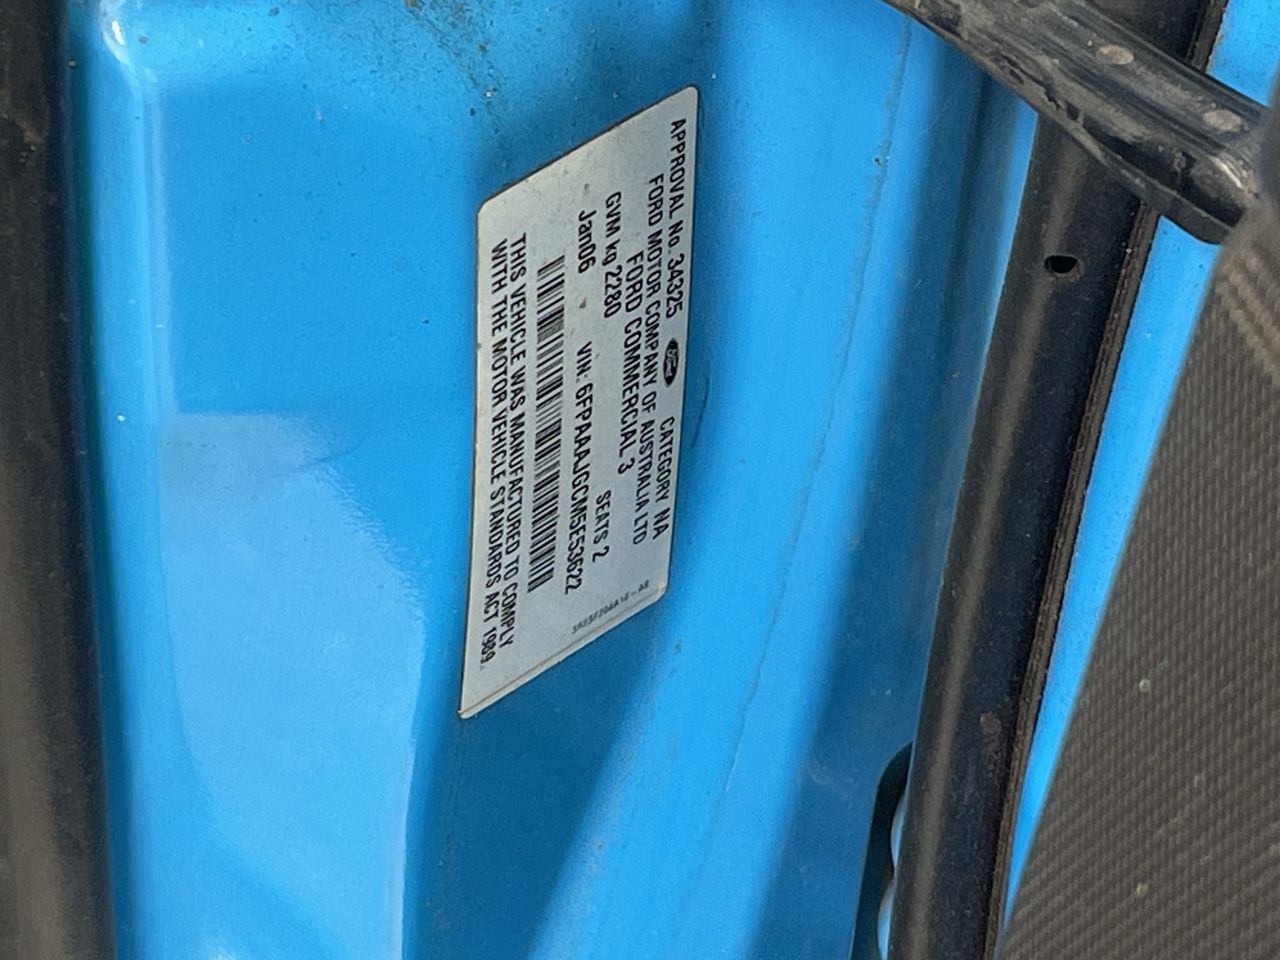 APPROVAL No. 34325 Ford CATEGORY NA
FORD MOTOR COMPANY OF AUSTRALIA LTD
FORD COMMERCIAL 3
GVM kg 2280 SEATS 2
Jan06 VIN: 6FPAAAJGCM5E53622
THIS VEHICLE WAS MANUFACTURED TO COMPLY
WITH THE MOTOR VEHICLE STANDARDS ACT 1989.